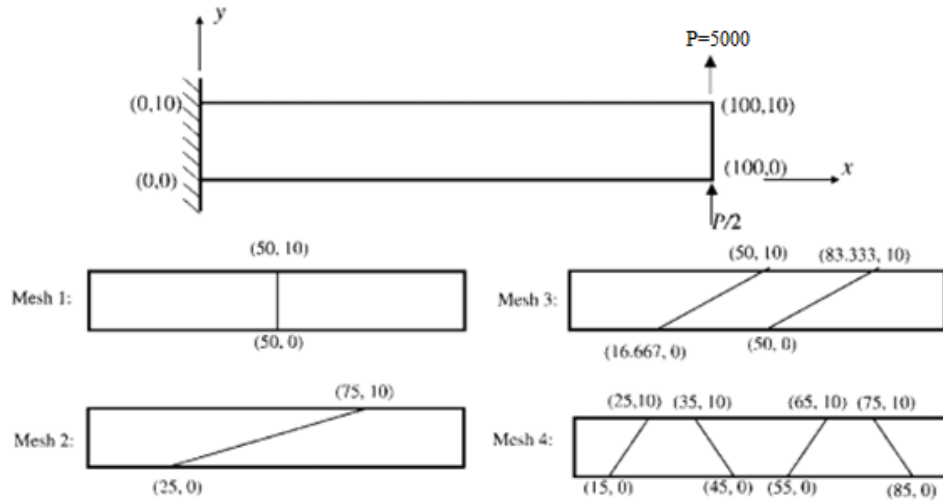 y
P=5000
(0,10)
(100,10)
(0,0)
(100,0)
x
P/2
(50, 10)
Mesh 1:
(50, 0)
(50, 10)
(83.333, 10)
Mesh 3:
(16.667, 0)
(50, 0)
(75, 10)
Mesh 2:
(25, 0)
(25,10)
(35, 10)
(65, 10)
(75, 10)
Mesh 4:
(15, 0)
(45, 0)
(55, 0)
(85, 0)